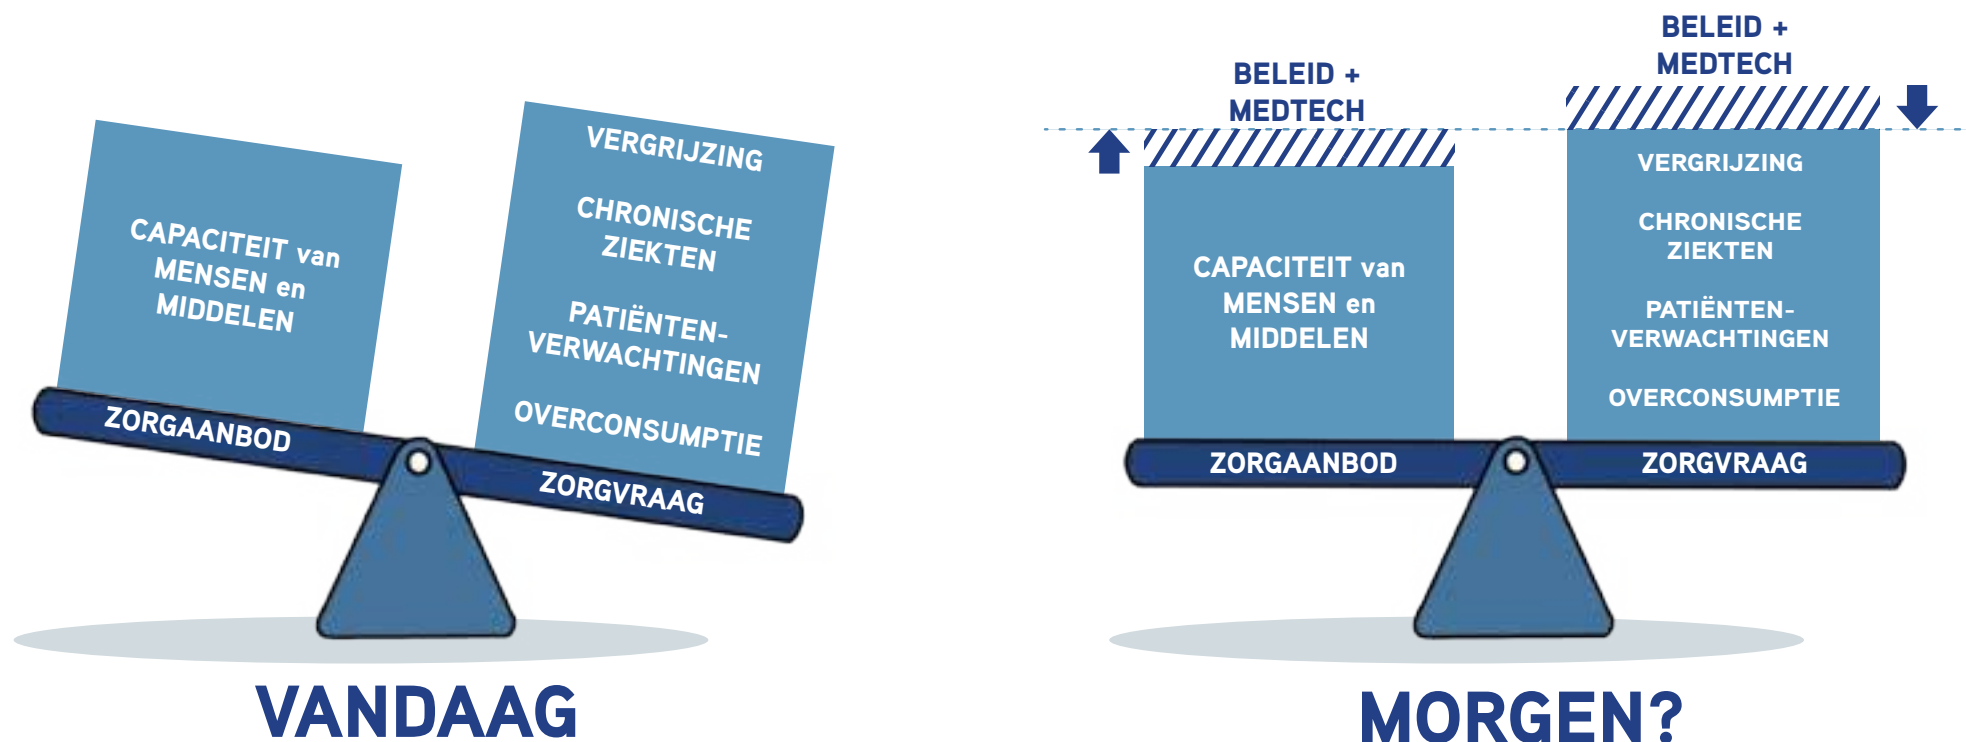 CAPACITEIT van
MENSEN en
MIDDELEN
VERGRIJZING
CHRONISCHE
ZIEKTEN
PATIËNTEN-
VERWACHTINGEN
OVERCONSUMPTIE
ZORGAANBOD
ZORGVRAAG
VANDAAG
BELEID +
MEDTECH
BELEID +
MEDTECH
CAPACITEIT van
MENSEN en
MIDDELEN
VERGRIJZING
CHRONISCHE
ZIEKTEN
PATIËNTEN-
VERWACHTINGEN
OVERCONSUMPTIE
ZORGAANBOD
ZORGVRAAG
MORGEN?